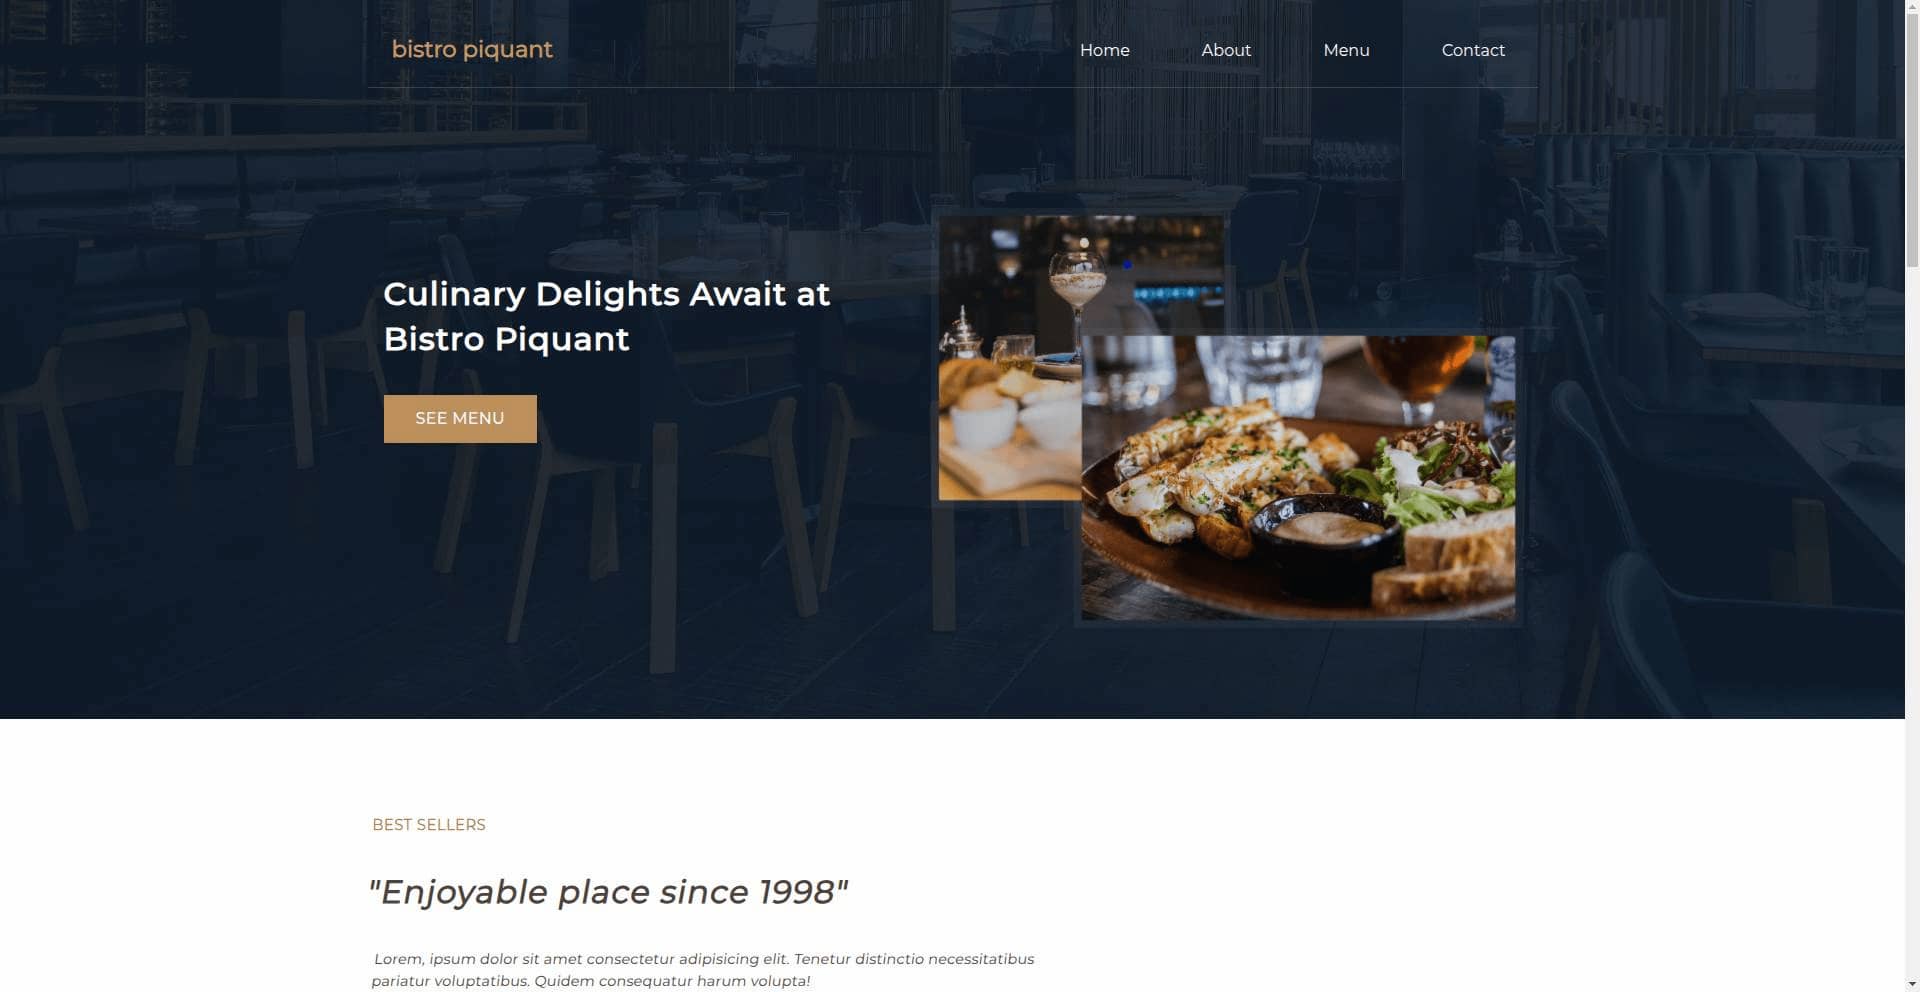 bistro piquant
Home About Menu Contact
Culinary Delights Await at
Bistro Piquant
SEE MENU
BEST SELLERS
"Enjoyable place since 1998"
Lorem, ipsum dolor sit amet consectetur adipisicing elit. Tenetur distinctio necessitatibus
pariatur voluptatibus. Quidem consequatur harum volupta!